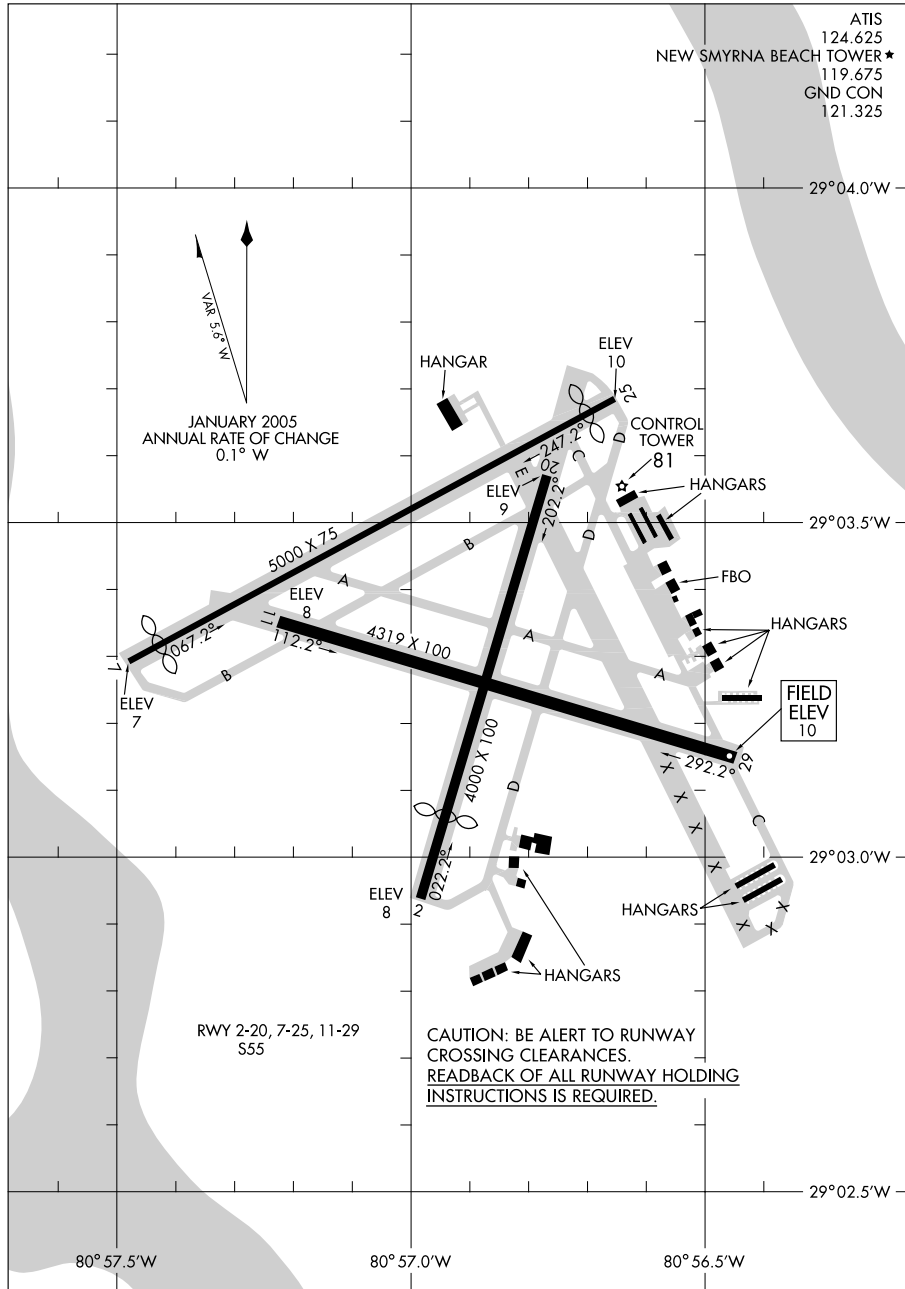 ATIS
124.625
NEW SMYRNA BEACH TOWER★
119.675
GND CON
121.325
29°04.0'W
VAR 5.6° W
JANUARY 2005
ANNUAL RATE OF CHANGE
0.1° W
HANGAR
ELEV
10
25
CONTROL
TOWER
81
247.2°
C
D
E
20
HANGARS
ELEV
9
202.2°
29°03.5'W
5000 X 75
B
D
A
FBO
ELEV
8
11
112.2°
067.2°
4319 X 100
A
HANGARS
7
B
A
ELEV
7
FIELD
ELEV
10
292.2°
29
4000 X 100
D
X
X
X
C
29°03.0'W
X
022.2°
ELEV
8
2
HANGARS
X
X
X
HANGARS
RWY 2-20, 7-25, 11-29
S55
CAUTION: BE ALERT TO RUNWAY
CROSSING CLEARANCES.
READBACK OF ALL RUNWAY HOLDING
INSTRUCTIONS IS REQUIRED.
29°02.5'W
80°57.5'W
80°57.0'W
80°56.5'W